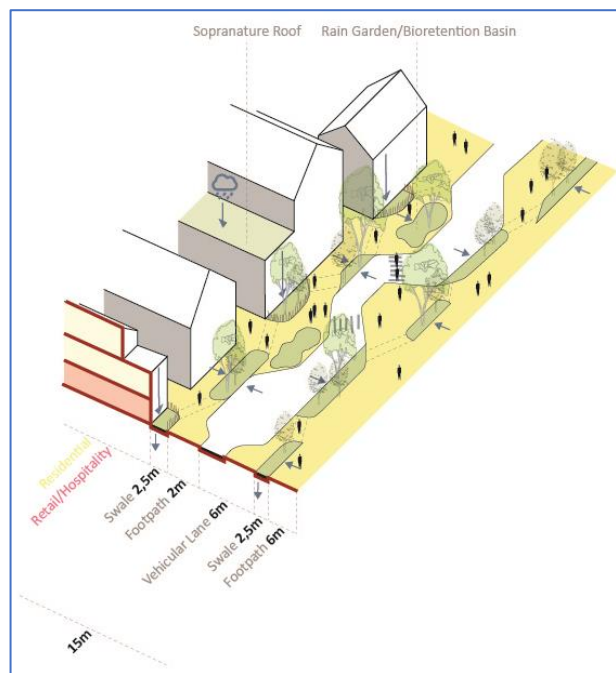 Sopranature Roof
Rain Garden/Bioretention Basin
Residential
Retail/Hospitality
Swale 2,5m
Footpath 2m
Vehicular Lane 6m
Swale 2,5m
Footpath 6m
15m